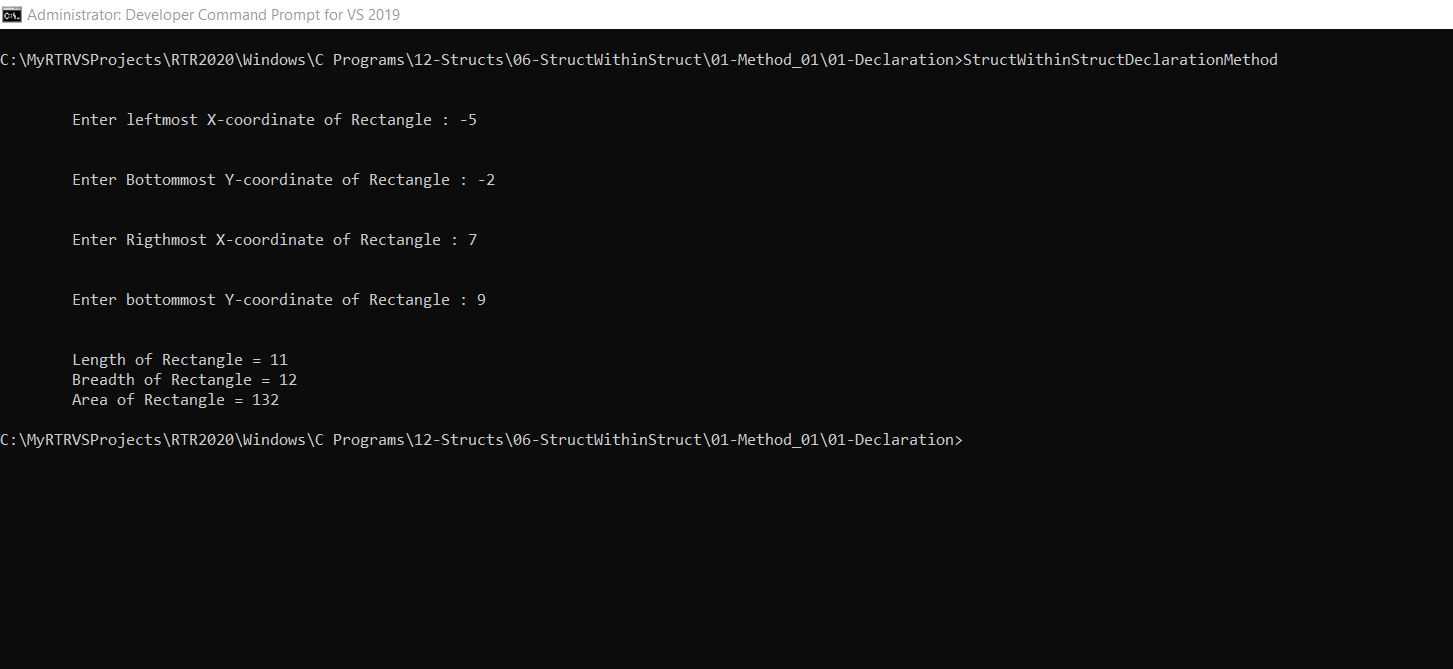 Administrator: Developer Command Prompt for VS 2019
C:\MyRTRVSProjects\RTR2020\Windows\C Programs\12-Structs\06-StructWithinStruct\01-Method_01\01-Declaration>StructWithinStructDeclarationMethod
Enter leftmost X-coordinate of Rectangle : -5
Enter Bottommost Y-coordinate of Rectangle : -2
Enter Rigthmost X-coordinate of Rectangle : 7
Enter bottommost Y-coordinate of Rectangle : 9
Length of Rectangle = 11
Breadth of Rectangle = 12
Area of Rectangle = 132
C:\MyRTRVSProjects\RTR2020\Windows\C Programs\12-Structs\06-StructWithinStruct\01-Method_01\01-Declaration>